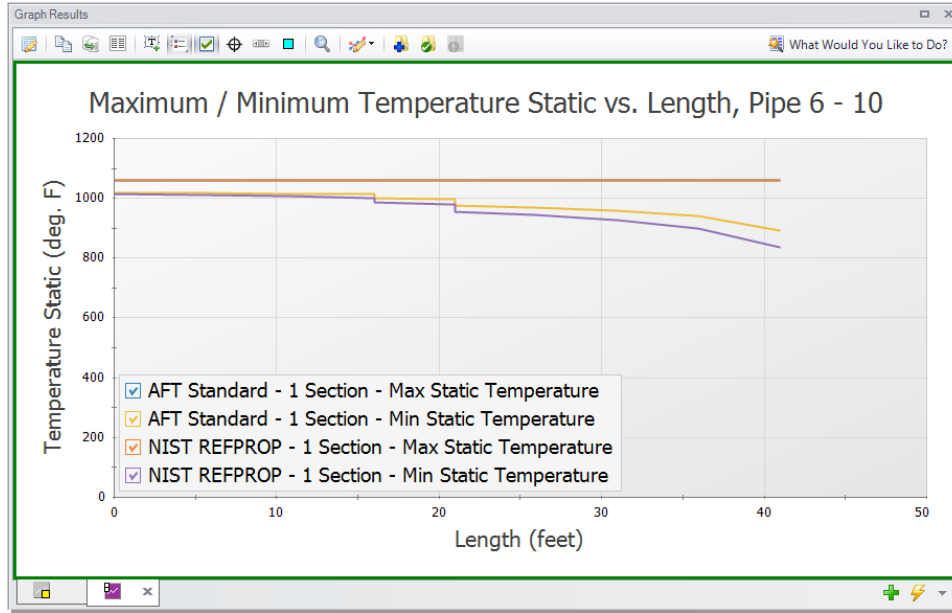 Graph Results
What Would You Like to Do?
Maximum / Minimum Temperature Static vs. Length, Pipe 6 - 10
Temperature Static (deg. F)
1200
1000
800
600
400
200
0
AFT Standard - 1 Section - Max Static Temperature
AFT Standard - 1 Section - Min Static Temperature
NIST REFPROP - 1 Section - Max Static Temperature
NIST REFPROP - 1 Section - Min Static Temperature
0 10 20 30 40 50
Length (feet)